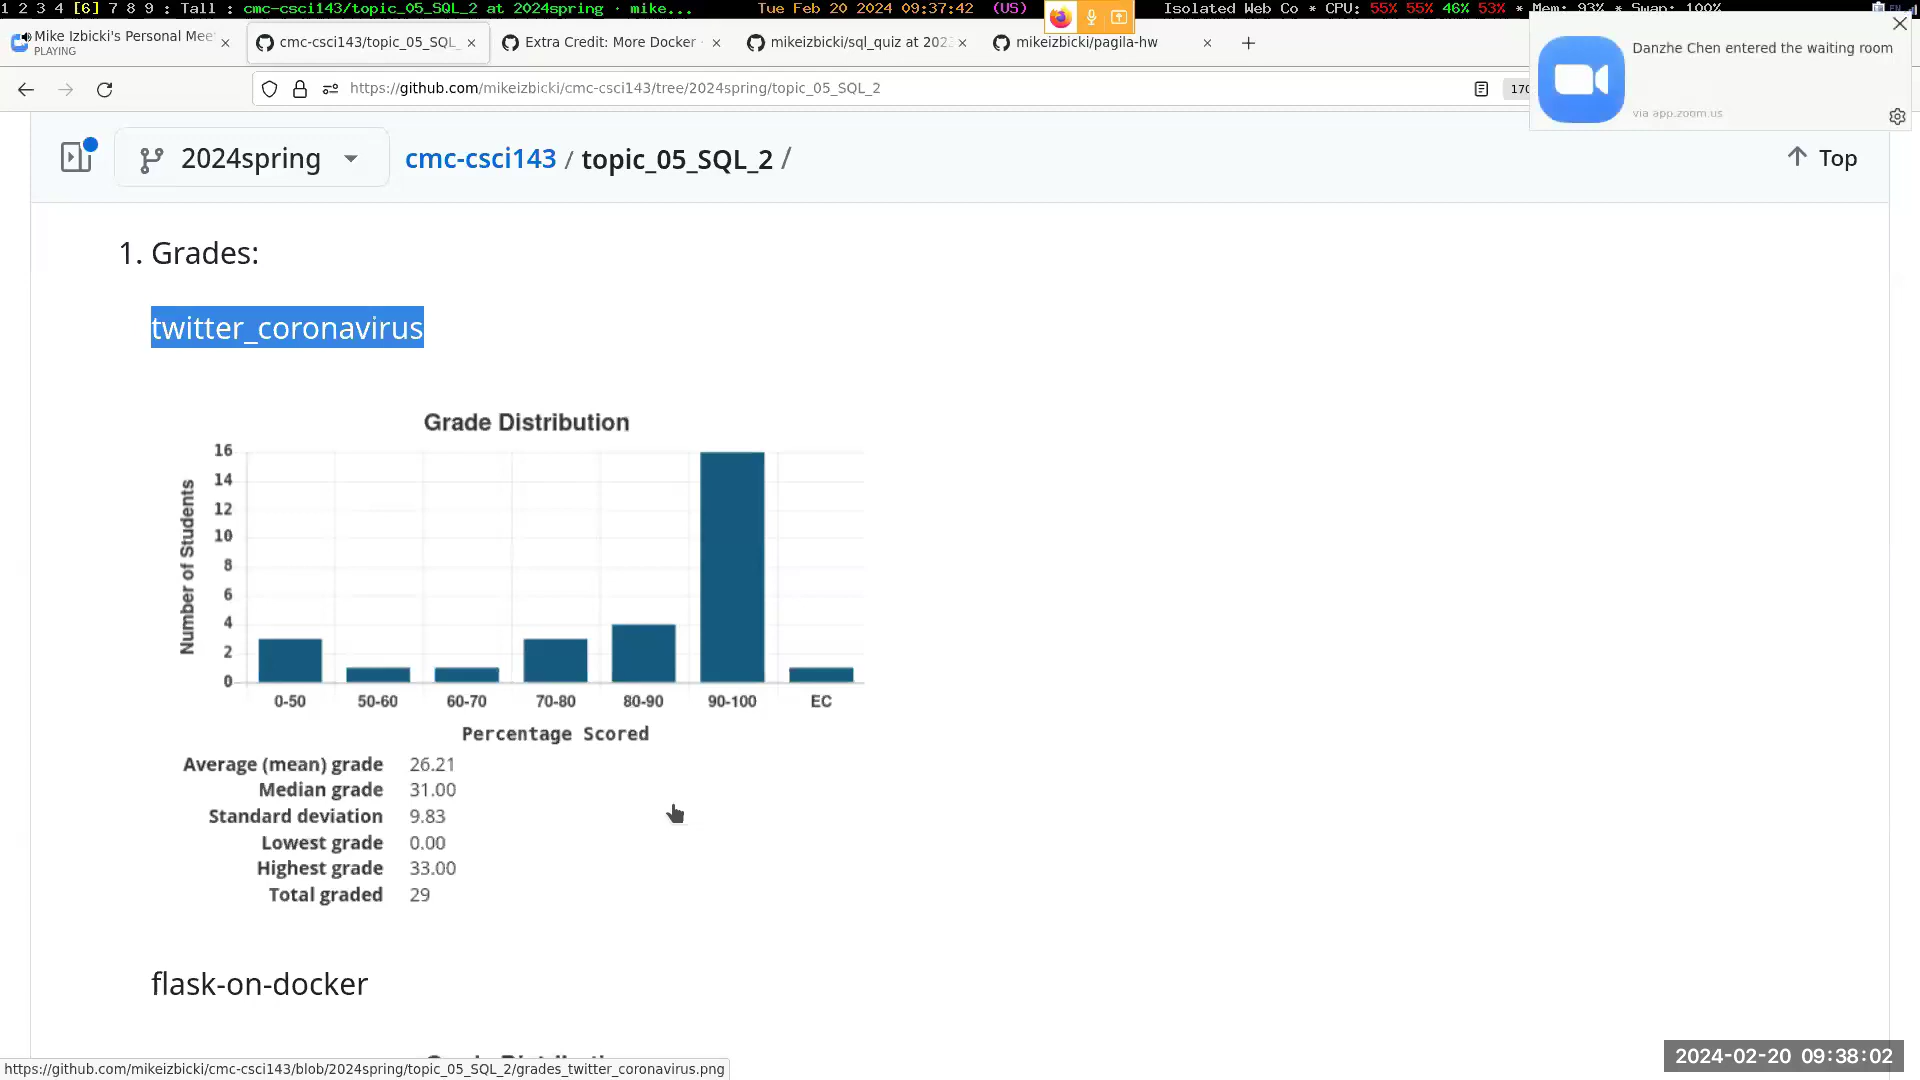 1 2 3 4 [6] 7 8 9 : Tall : cmc-csci143/topic_05_SQL_2 at 2024spring · mike... Tue Feb 20 2024 09:37:42 (US) Isolated Web Co * CPU: 55% 55% 46% 53% * Mem: 93% * Swap: 100%
Mike Izbicki's Personal Mee
PLAYING
cmc-csci143/topic_05_SQL_
Extra Credit: More Docker
mikeizbicki/sql_quiz at 202
mikeizbicki/pagila-hw
Danzhe Chen entered the waiting room
via app.zoom.us
https://github.com/mikeizbicki/cmc-csci143/tree/2024spring/topic_05_SQL_2
170
2024spring
cmc-csci143 / topic_05_SQL_2 /
Top
1. Grades:
twitter_coronavirus
Grade Distribution
Number of Students
16
14
12
10
8
6
4
2
0
0-50 50-60 60-70 70-80 80-90 90-100 EC
Percentage Scored
Average (mean) grade 26.21
Median grade 31.00
Standard deviation 9.83
Lowest grade 0.00
Highest grade 33.00
Total graded 29
flask-on-docker
https://github.com/mikeizbicki/cmc-csci143/blob/2024spring/topic_05_SQL_2/grades_twitter_coronavirus.png
2024-02-20 09:38:02